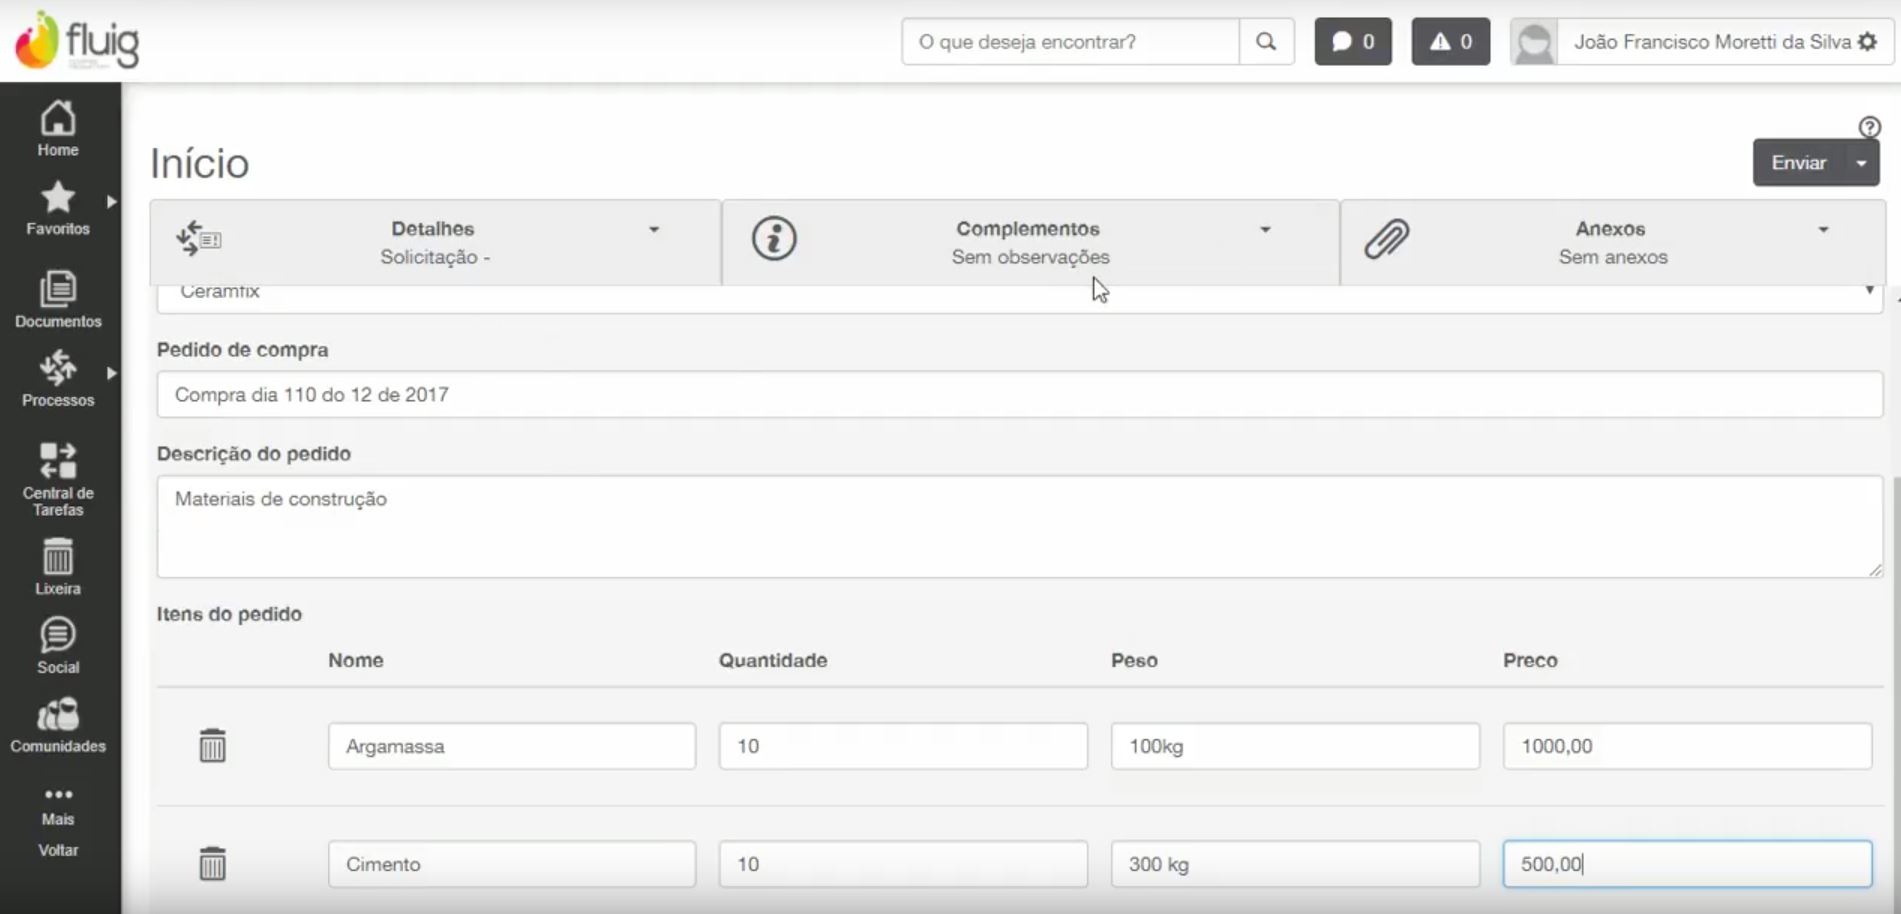 fluig
O que deseja encontrar?
0
0
João Francisco Moretti da Silva
Home
Favoritos
Documentos
Processos
Central de
Tarefas
Lixeira
Social
Comunidades
Mais
Voltar
Início
Enviar
Detalhes
Solicitação -
Complementos
Sem observações
Anexos
Sem anexos
Ceramfix
Pedido de compra
Compra dia 110 do 12 de 2017
Descrição do pedido
Materiais de construção
Itens do pedido
Nome Quantidade Peso Preco
Argamassa 10 100kg 1000,00
Cimento 10 300 kg 500,00